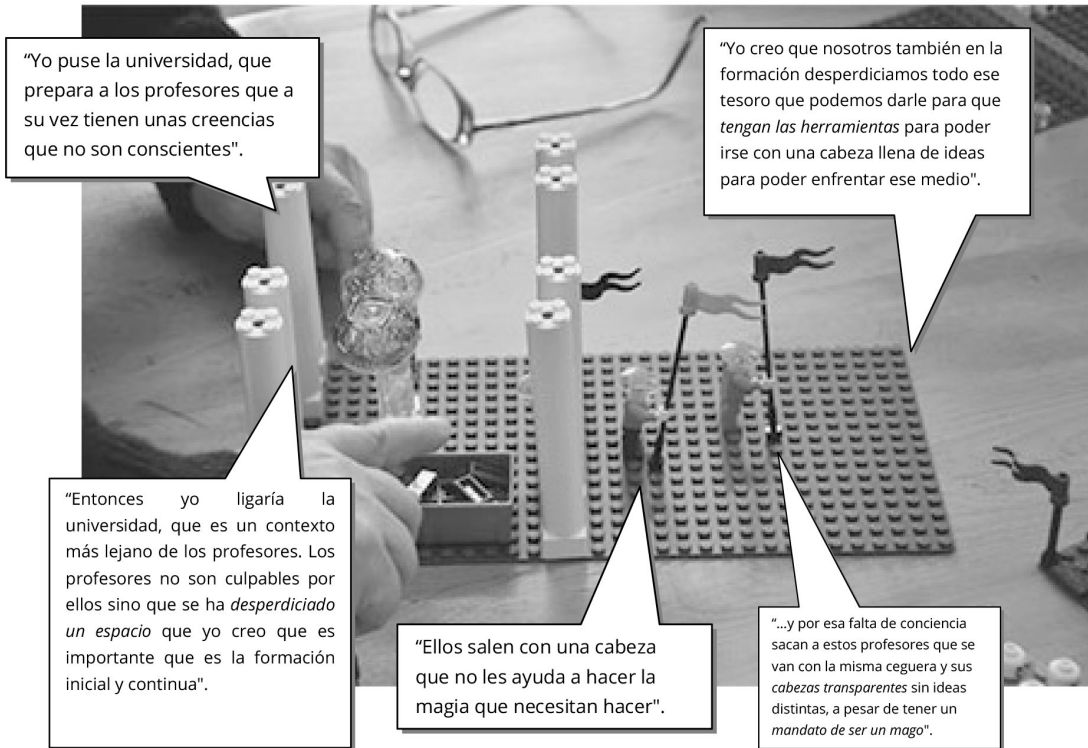 “Yo puse la universidad, que
prepara a los profesores que a
su vez tienen unas creencias
que no son conscientes".
“Yo creo que nosotros también en la
formación desperdiciamos todo ese
tesoro que podemos darle para que
tengan las herramientas para poder
irse con una cabeza llena de ideas
para poder enfrentar ese medio".
“Entonces yo ligaría la
universidad, que es un contexto
más lejano de los profesores. Los
profesores no son culpables por
ellos sino que se ha desperdiciado
un espacio que yo creo que es
importante que es la formación
inicial y continua".
“Ellos salen con una cabeza
que no les ayuda a hacer la
magia que necesitan hacer".
“...y por esa falta de conciencia
sacan a estos profesores que se
van con la misma ceguera y sus
cabezas transparentes sin ideas
distintas, a pesar de tener un
mandato de ser un mago".